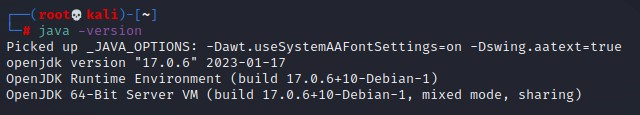 ┌──(root💀kali)-[~]
└─# java -version
Picked up _JAVA_OPTIONS: -Dawt.useSystemAAFontSettings=on -Dswing.aatext=true
openjdk version "17.0.6" 2023-01-17
OpenJDK Runtime Environment (build 17.0.6+10-Debian-1)
OpenJDK 64-Bit Server VM (build 17.0.6+10-Debian-1, mixed mode, sharing)